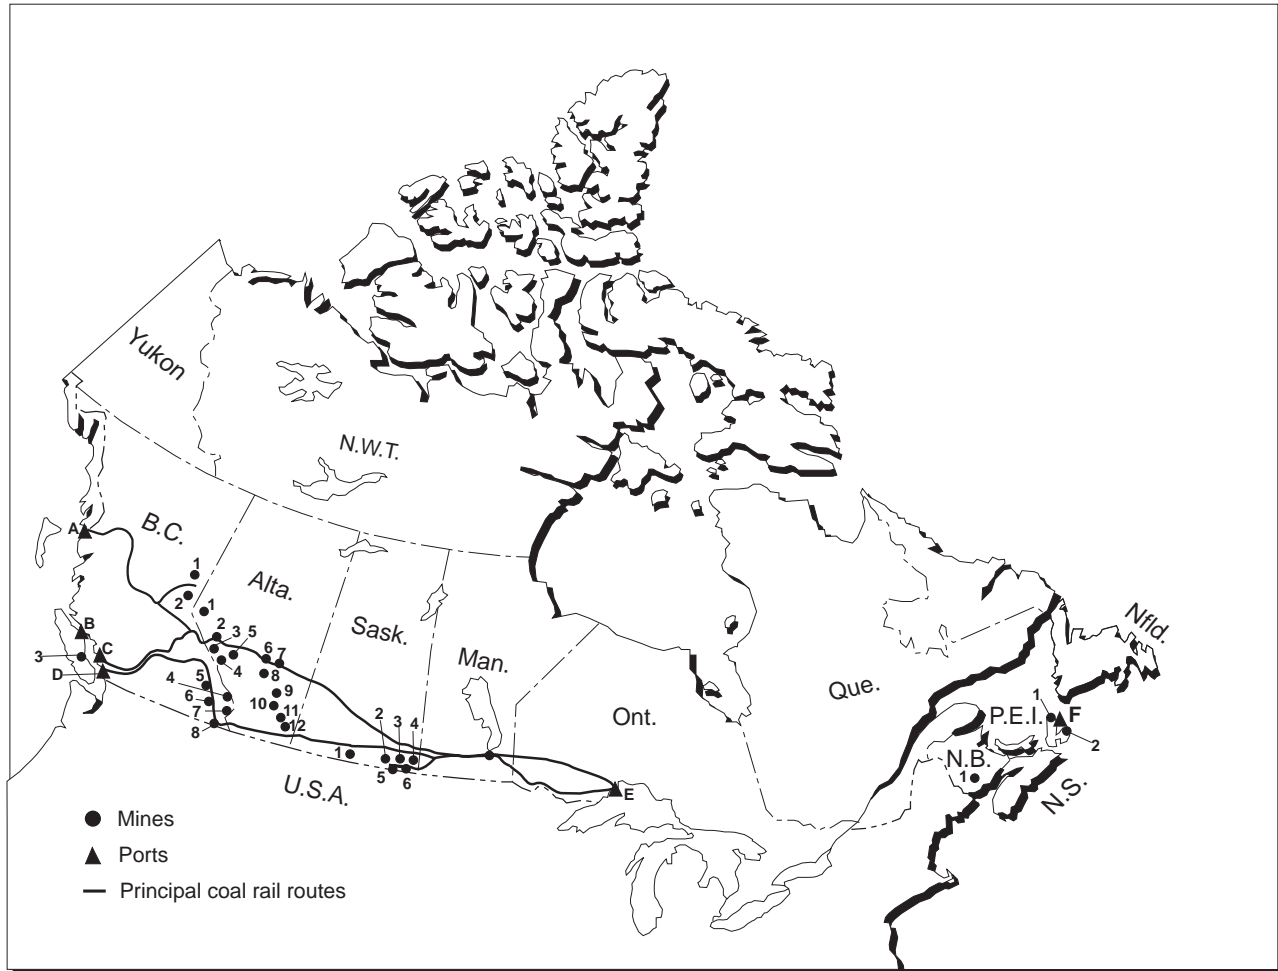 Yukon
N.W.T.
A
B.C.
1
2
Alta.
1
2
3
5
4
6
7
8
9
10
11
12
B
C
3
D
5
4
6
7
8
Sask.
Man.
2
3
4
1
5
6
Ont.
E
U.S.A.
Que.
Nfld.
1
P.E.I.
F
2
N.B.
1
N.S.
Mines
Ports
Principal coal rail routes